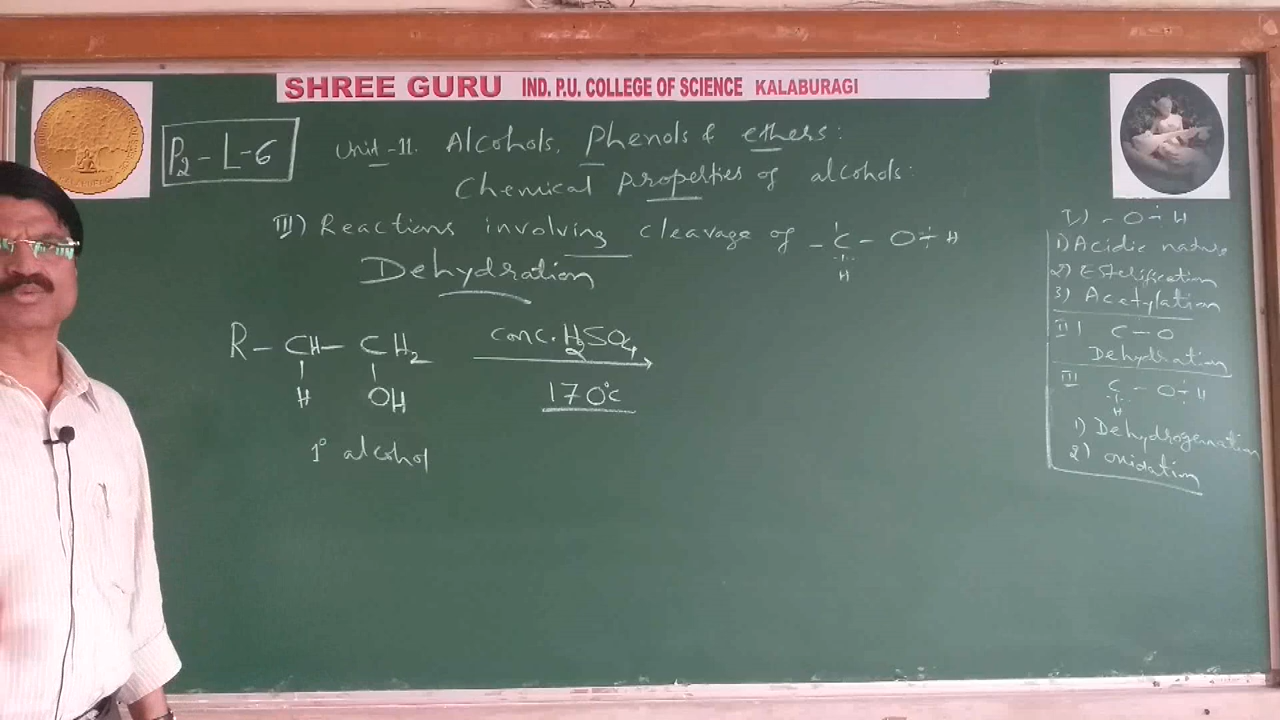 SHREE GURU IND. P.U. COLLEGE OF SCIENCE KALABURAGI
P2-L-6
Unit-11. Alcohols, Phenols & ethers:
Chemical Properties of alcohols:
III) Reactions involving cleavage of -C-O÷H
H
Dehydration
R-CH-CH2 conc. H2SO4
H OH 170°c
1° alcohol
I) -O÷H
1) Acidic nature
2) Esterification
3) Acetylation
II) C-O
Dehydration
III C-O÷H
H
1) Dehydrogenation
2) oxidation